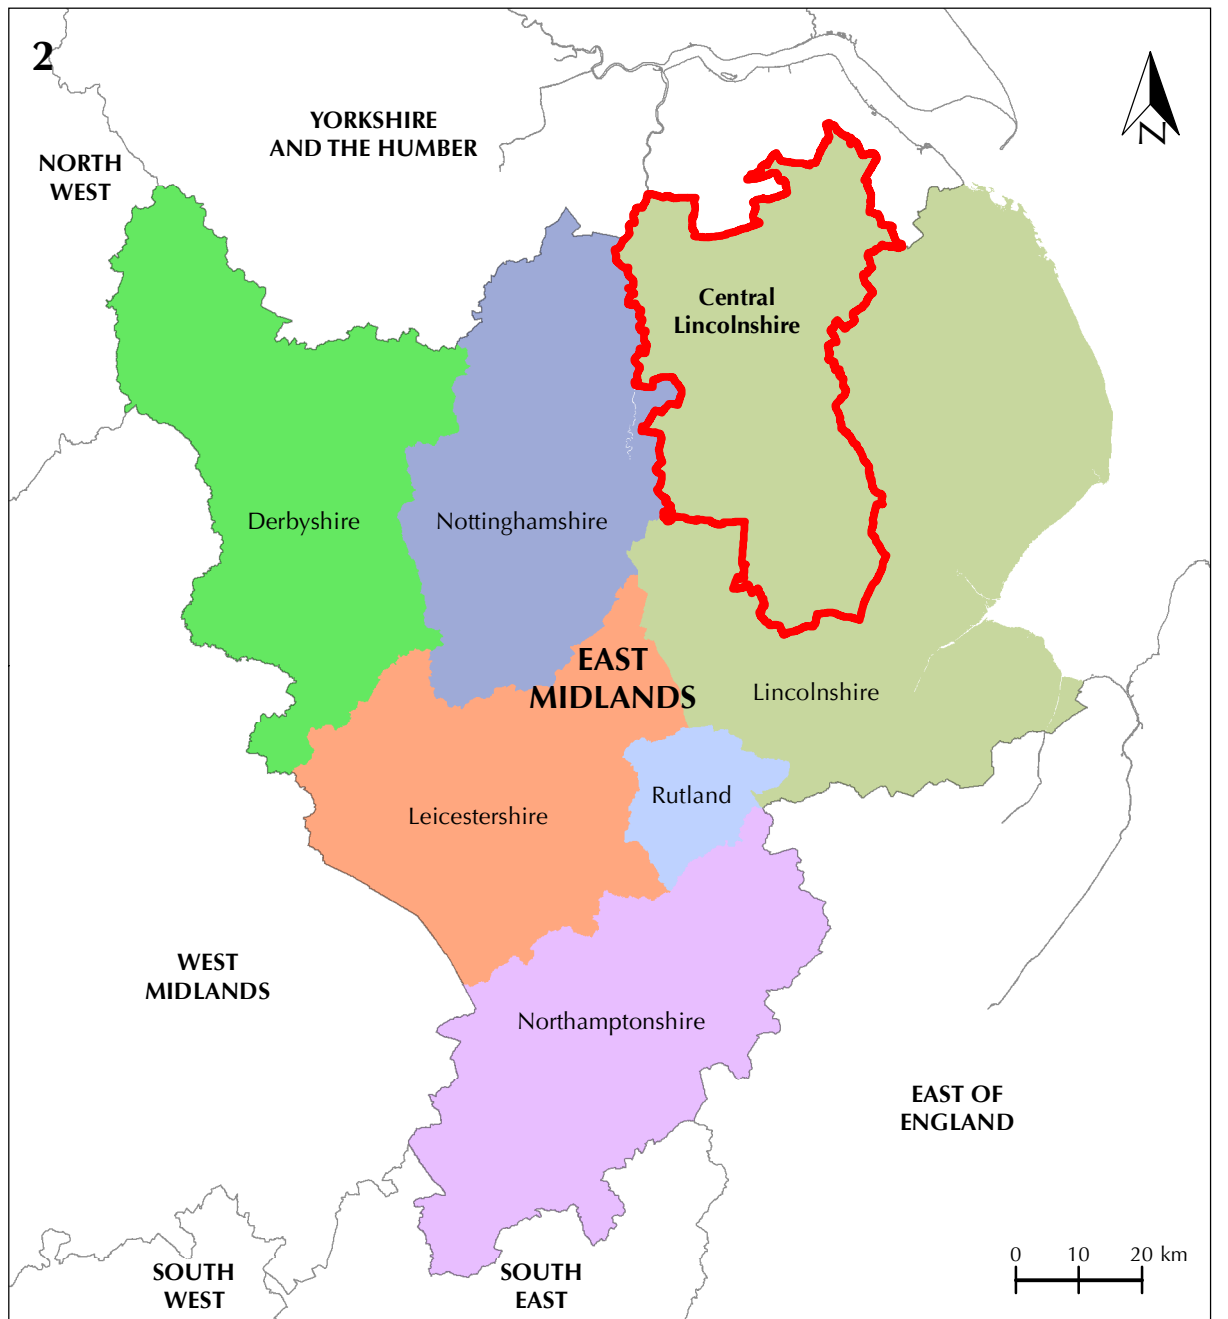 2
YORKSHIRE
AND THE HUMBER
NORTH
WEST
N
Central
Lincolnshire
Derbyshire
Nottinghamshire
EAST
MIDLANDS
Lincolnshire
Rutland
Leicestershire
WEST
MIDLANDS
Northamptonshire
EAST OF
ENGLAND
SOUTH
WEST
SOUTH
EAST
0 10 20 km